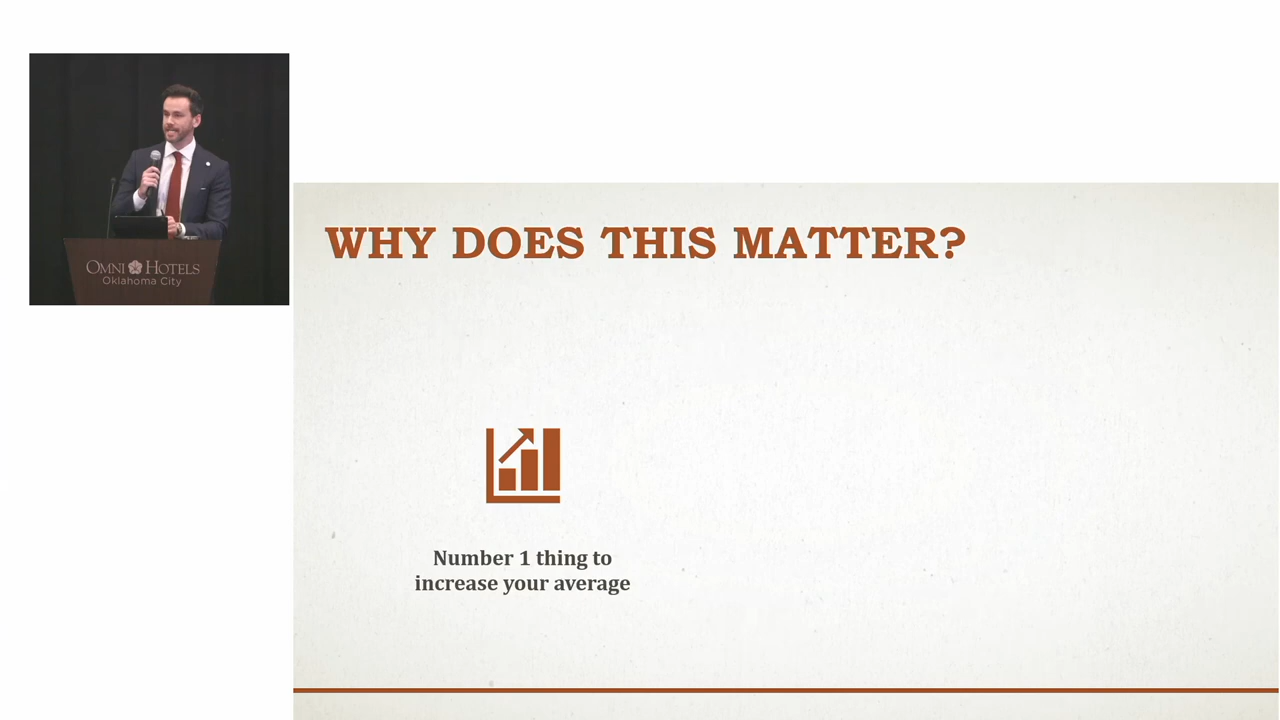 OMNI HOTELS
Oklahoma City
WHY DOES THIS MATTER?
Number 1 thing to
increase your average